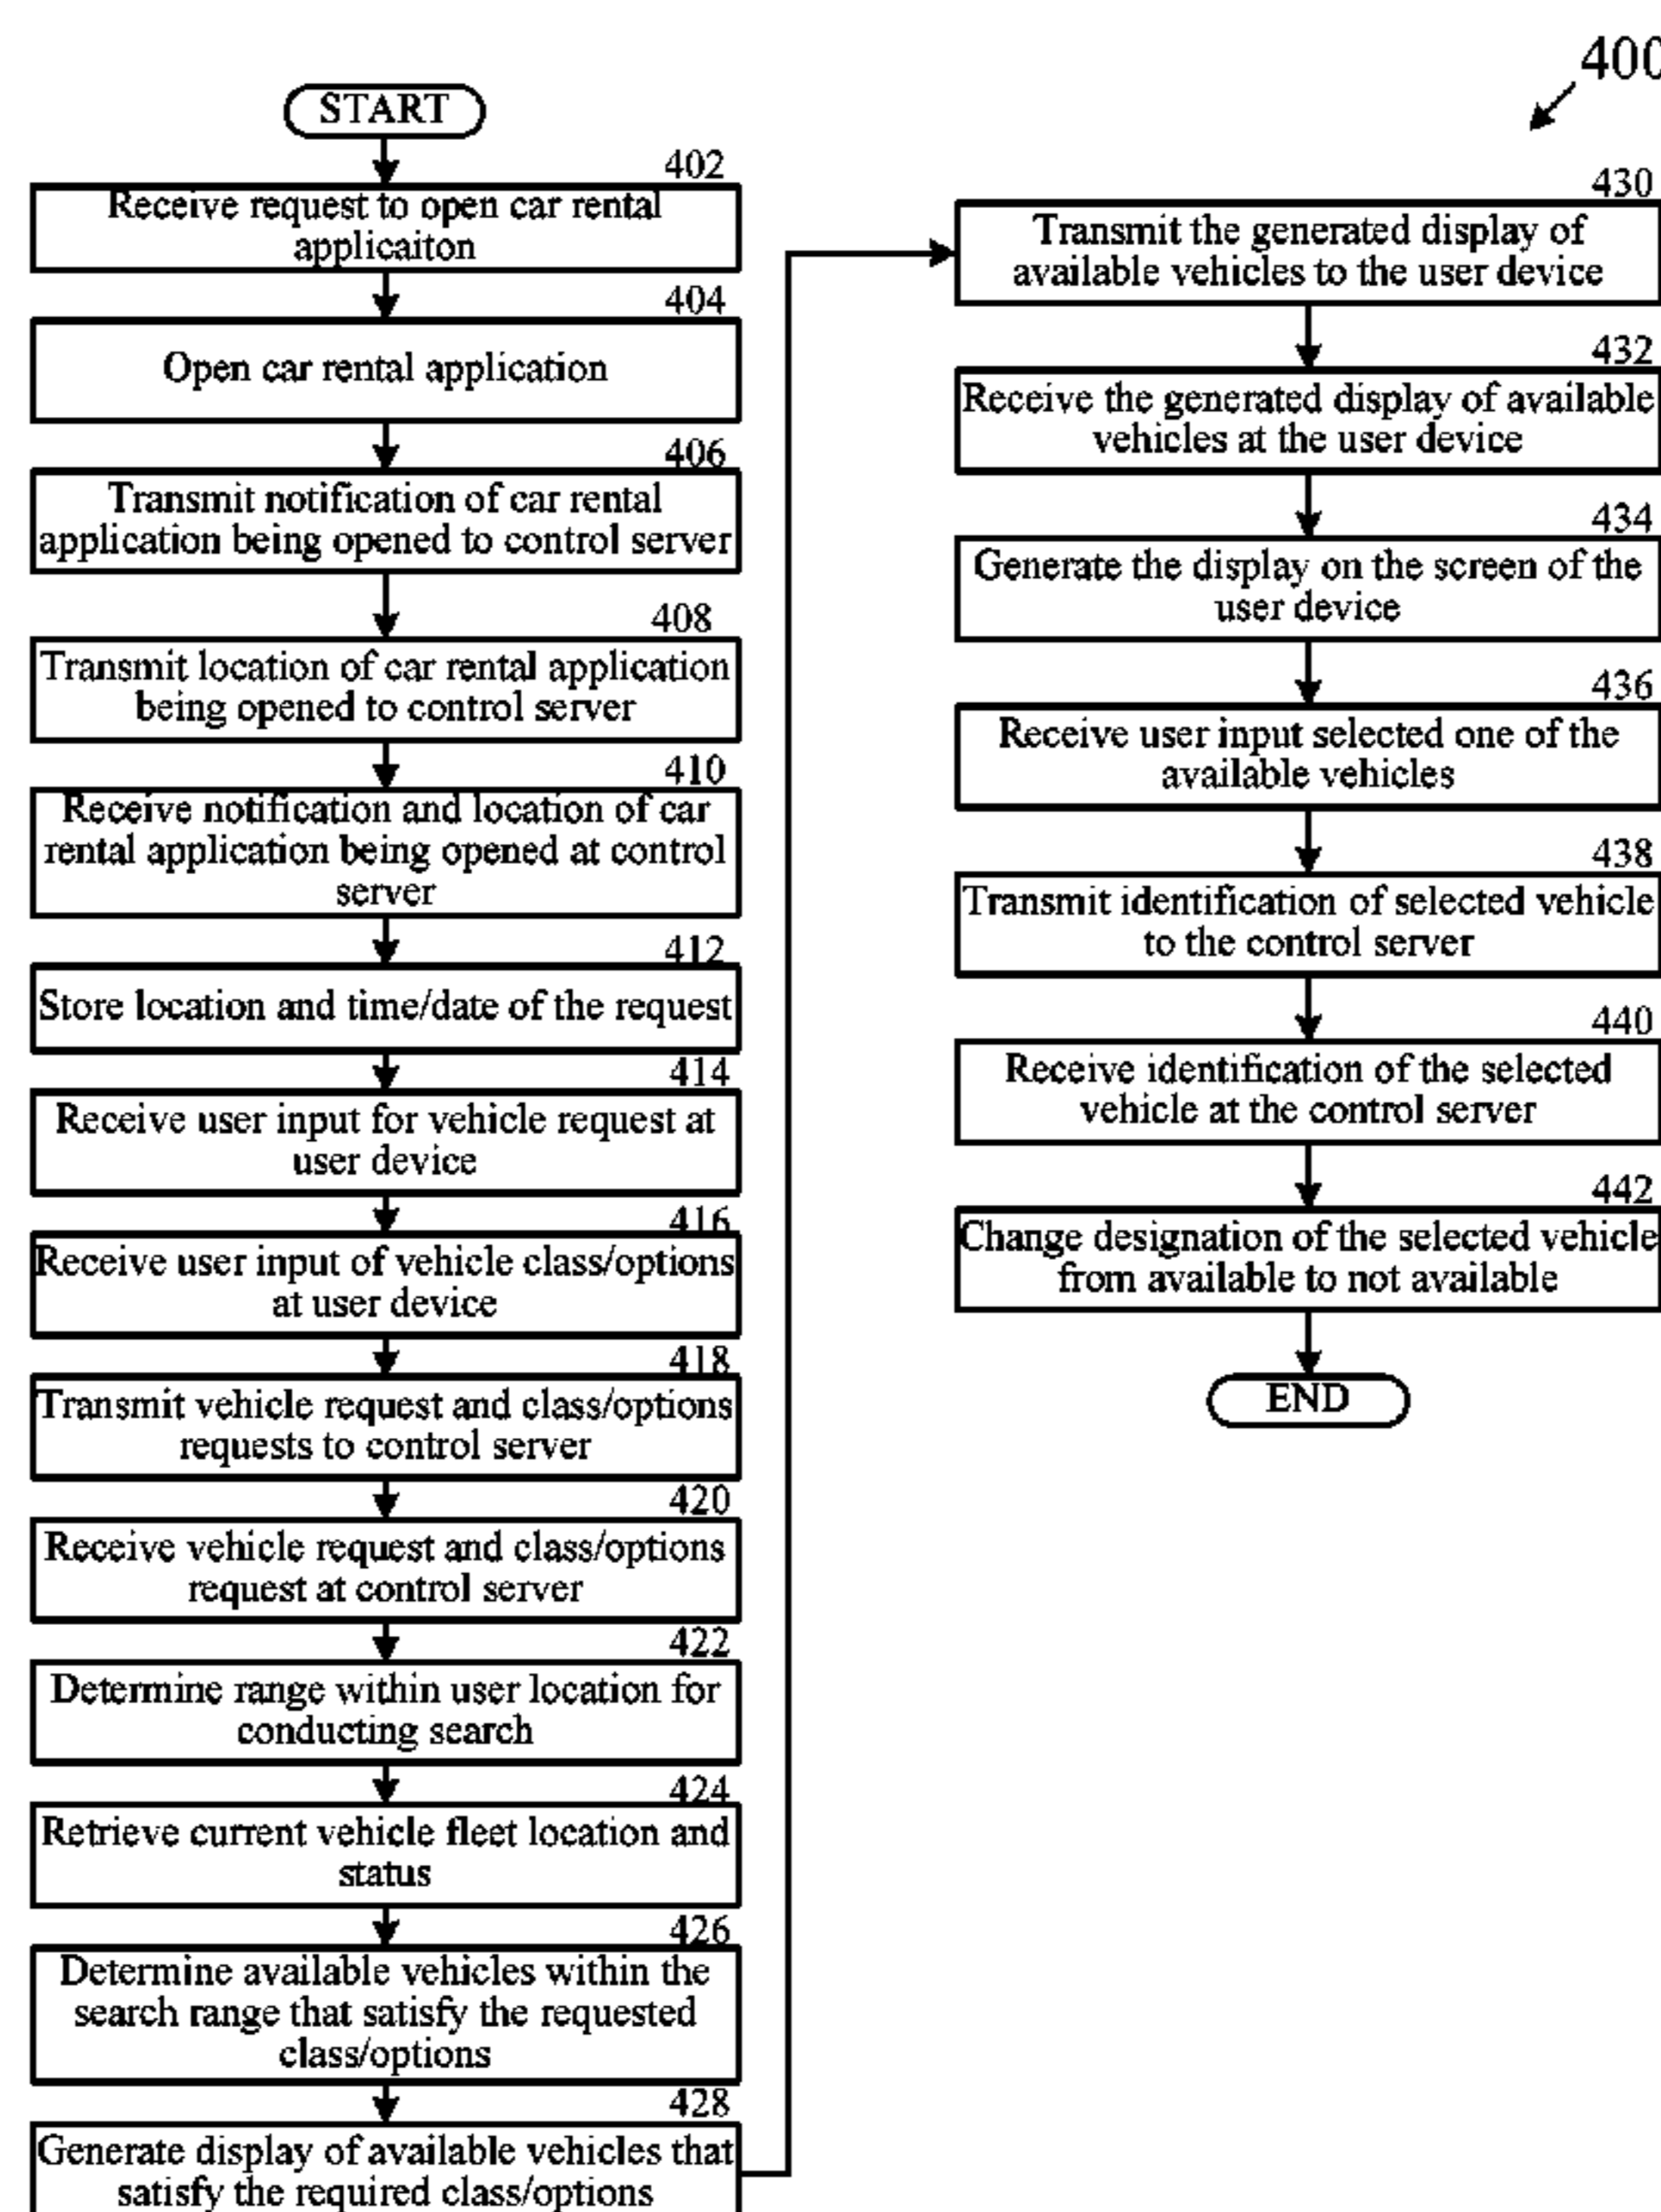 400
START
402
Receive request to open car rental
applicaiton
404
Open car rental application
406
Transmit notification of car rental
application being opened to control server
408
Transmit location of car rental application
being opened to control server
410
Receive notification and location of car
rental application being opened at control
server
412
Store location and time/date of the request
414
Receive user input for vehicle request at
user device
416
Receive user input of vehicle class/options
at user device
418
Transmit vehicle request and class/options
requests to control server
420
Receive vehicle request and class/options
request at control server
422
Determine range within user location for
conducting search
424
Retrieve current vehicle fleet location and
status
426
Determine available vehicles within the
search range that satisfy the requested
class/options
428
Generate display of available vehicles that
satisfy the required class/options
430
Transmit the generated display of
available vehicles to the user device
432
Receive the generated display of available
vehicles at the user device
434
Generate the display on the screen of the
user device
436
Receive user input selected one of the
available vehicles
438
Transmit identification of selected vehicle
to the control server
440
Receive identification of the selected
vehicle at the control server
442
Change designation of the selected vehicle
from available to not available
END